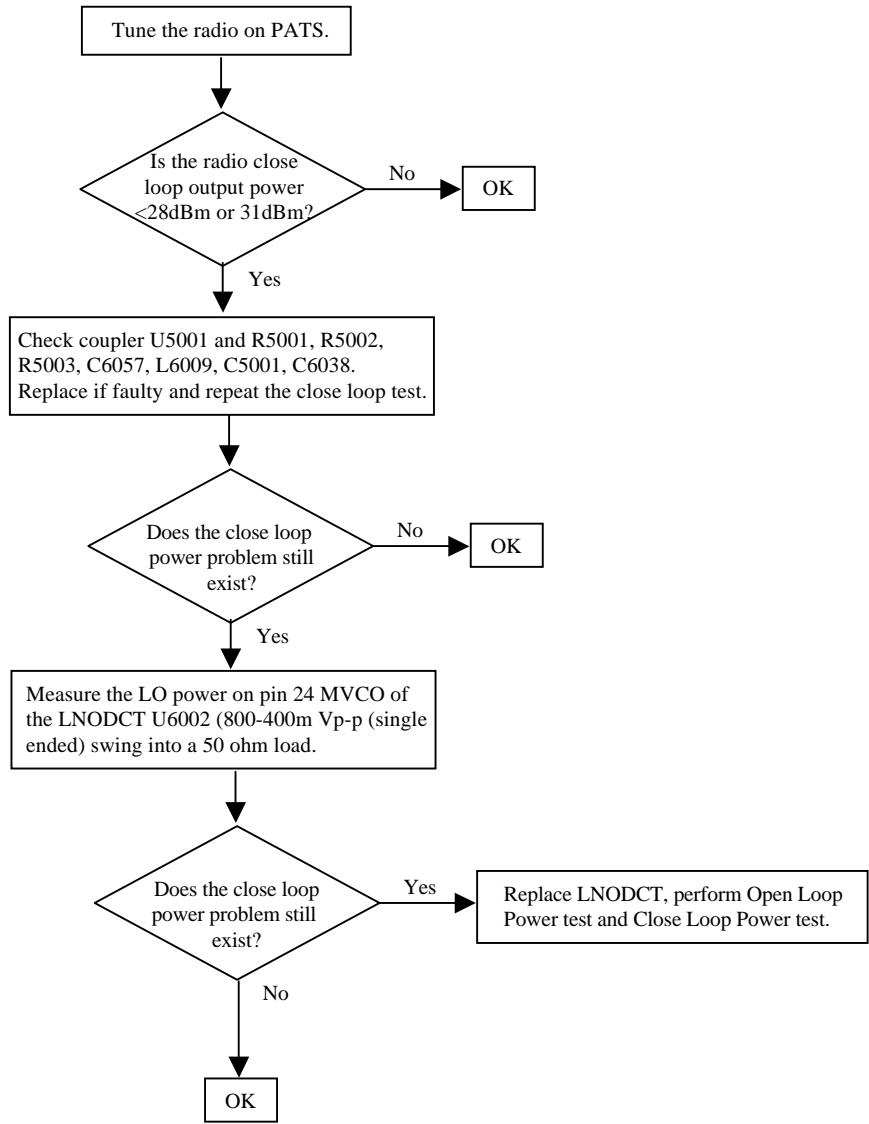 Tune the radio on PATS.
Is the radio close
loop output power
<28dBm or 31dBm?
No
OK
Yes
Check coupler U5001 and R5001, R5002,
R5003, C6057, L6009, C5001, C6038.
Replace if faulty and repeat the close loop test.
Does the close loop
power problem still
exist?
No
OK
Yes
Measure the LO power on pin 24 MVCO of
the LNODCT U6002 (800-400m Vp-p (single
ended) swing into a 50 ohm load.
Does the close loop
power problem still
exist?
Yes
Replace LNODCT, perform Open Loop
Power test and Close Loop Power test.
No
OK